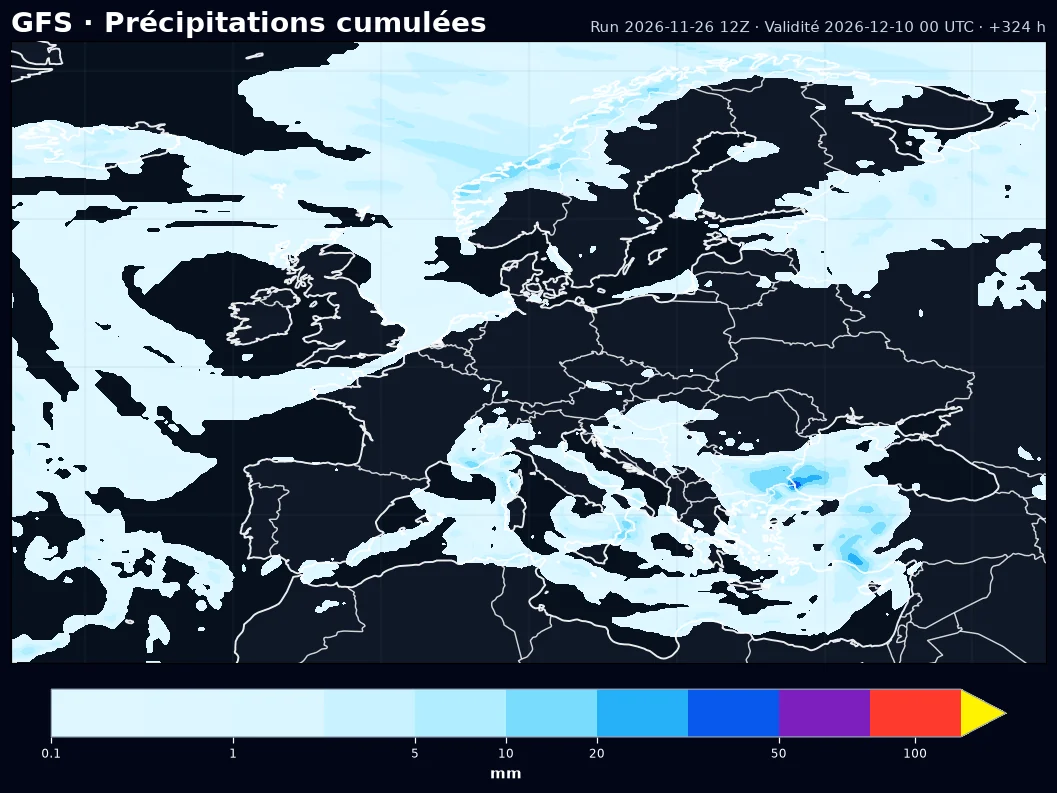 GFS · Précipitations cumulées
Run 2026-11-26 12Z · Validité 2026-12-10 00 UTC · +324 h
0.1 1 5 10 20 50 100
mm